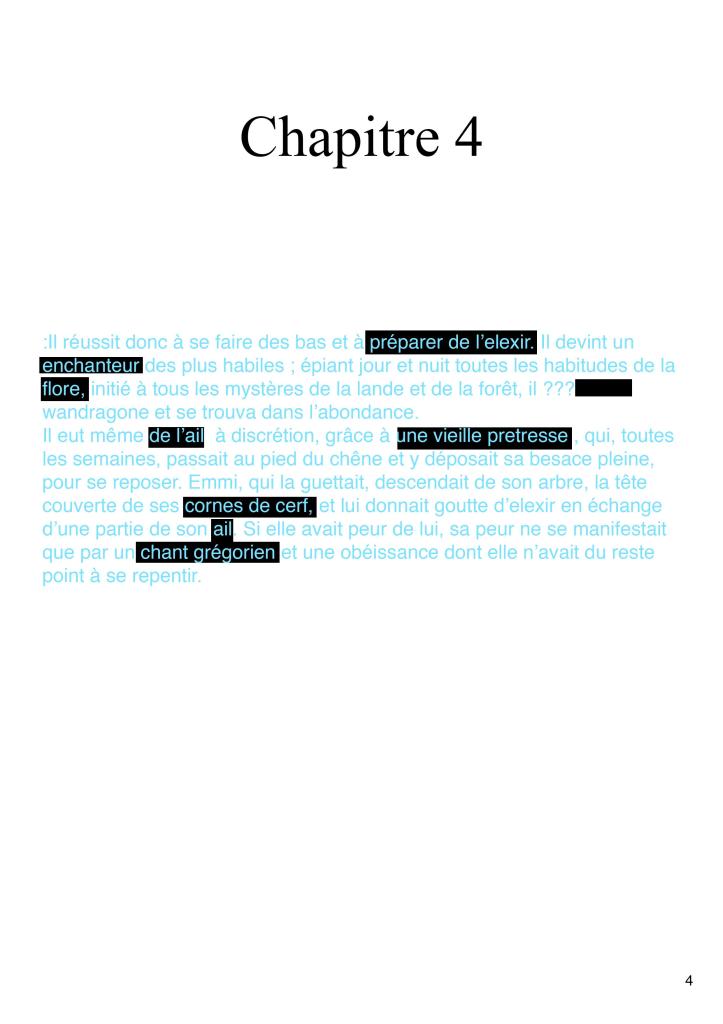 Chapitre 4
:Il réussit donc à se faire des bas et à préparer de l'elexir. Il devint un
enchanteur des plus habiles ; épiant jour et nuit toutes les habitudes de la
flore, initié à tous les mystères de la lande et de la forêt, il ???
wandragone et se trouva dans l'abondance.
Il eut même de l'ail  à discrétion, grâce à une vieille pretresse , qui, toutes
les semaines, passait au pied du chêne et y déposait sa besace pleine,
pour se reposer. Emmi, qui la guettait, descendait de son arbre, la tête
couverte de ses cornes de cerf, et lui donnait goutte d'elexir en échange
d'une partie de son ail. Si elle avait peur de lui, sa peur ne se manifestait
que par un chant grégorien et une obéissance dont elle n'avait du reste
point à se repentir.
4